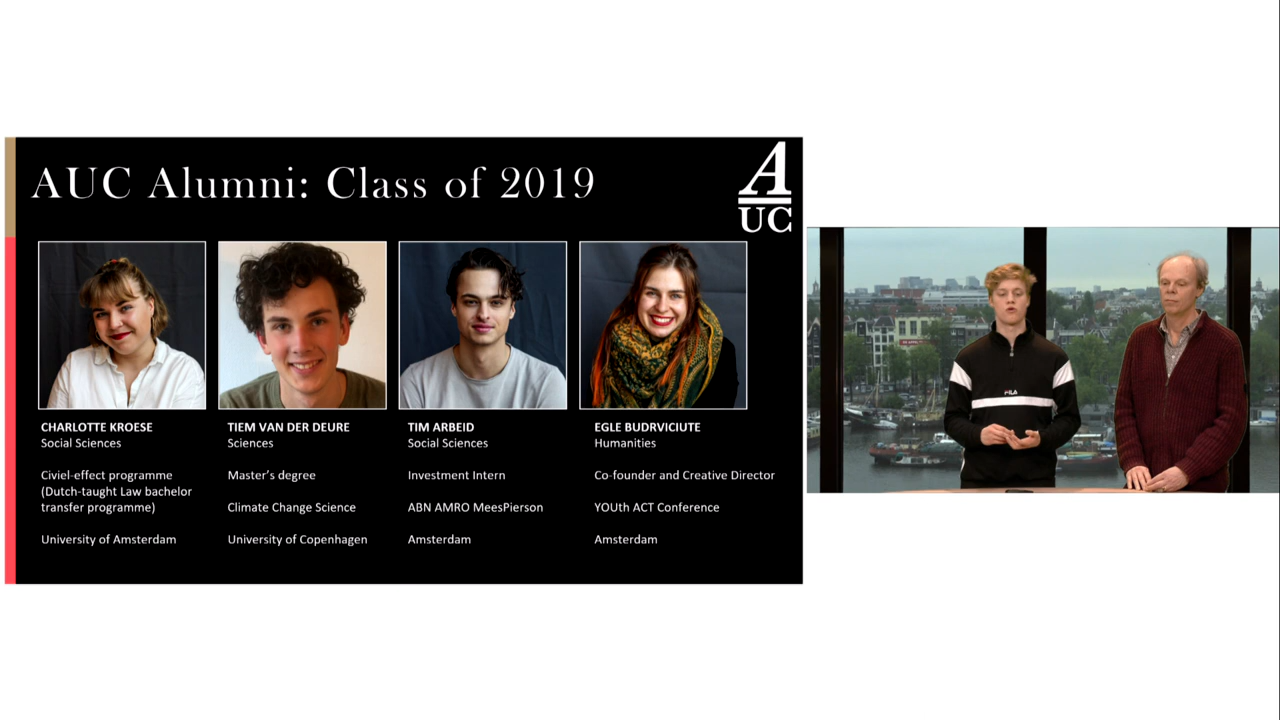 AUC Alumni: Class of 2019
A
UC
CHARLOTTE KROESE
Social Sciences
Civiel-effect programme
(Dutch-taught Law bachelor
transfer programme)
University of Amsterdam
TIEM VAN DER DEURE
Sciences
Master's degree
Climate Change Science
University of Copenhagen
TIM ARBEID
Social Sciences
Investment Intern
ABN AMRO MeesPierson
Amsterdam
EGLE BUDRVICIUTE
Humanities
Co-founder and Creative Director
YOUth ACT Conference
Amsterdam
FILA